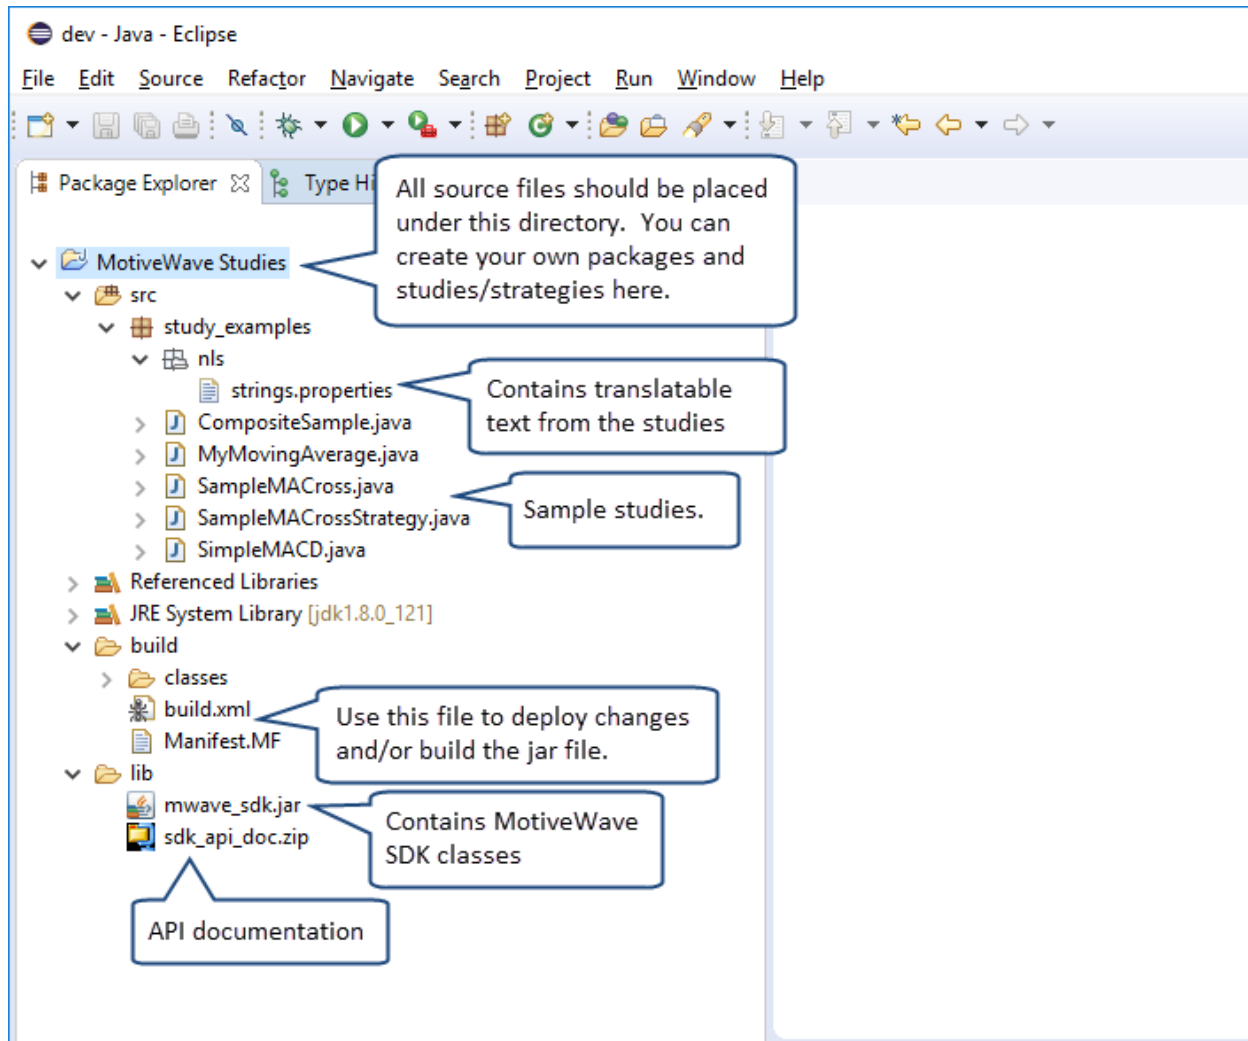 dev - Java - Eclipse
File Edit Source Refactor Navigate Search Project Run Window Help
Package Explorer Type Hi
All source files should be placed
under this directory. You can
create your own packages and
studies/strategies here.
MotiveWave Studies
src
study_examples
nls
strings.properties
Contains translatable
text from the studies
CompositeSample.java
MyMovingAverage.java
SampleMACross.java
Sample studies.
SampleMACrossStrategy.java
SimpleMACD.java
Referenced Libraries
JRE System Library [jdk1.8.0_121]
build
classes
build.xml
Use this file to deploy changes
and/or build the jar file.
Manifest.MF
lib
mwave_sdk.jar
Contains MotiveWave
SDK classes
sdk_api_doc.zip
API documentation